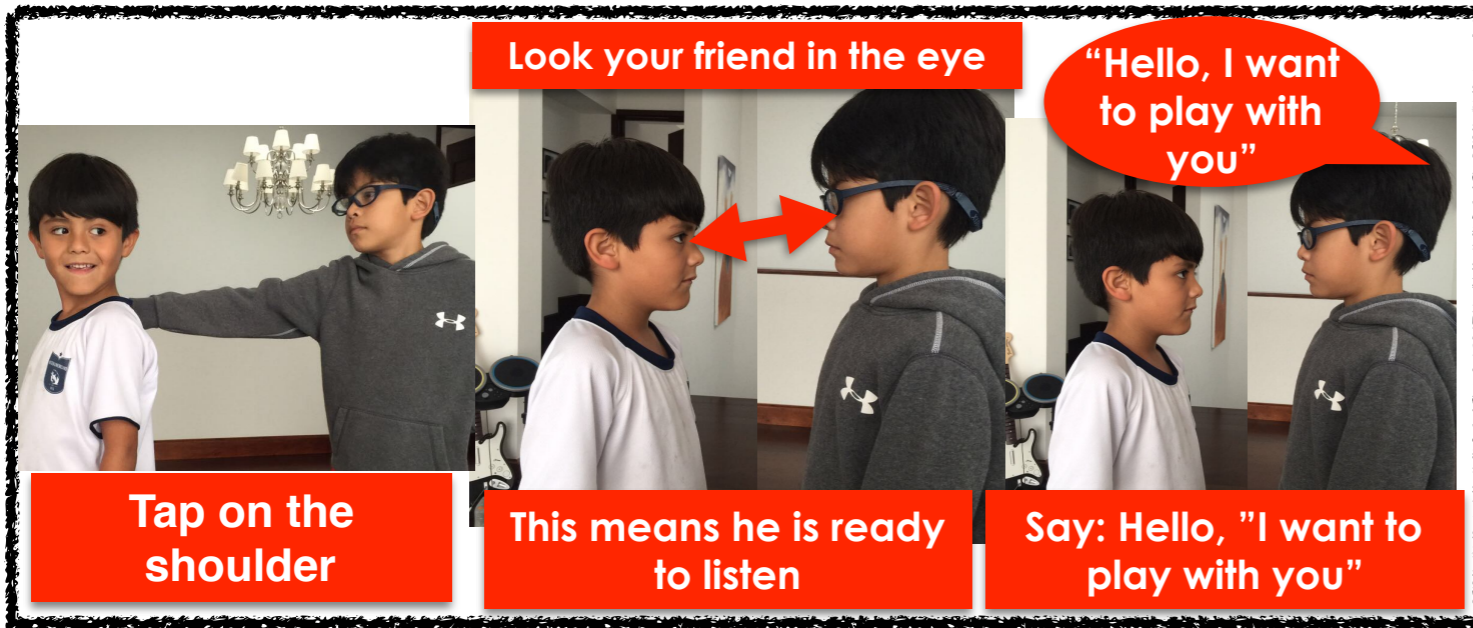 Tap on the
shoulder
Look your friend in the eye
This means he is ready
to listen
“Hello, I want
to play with
you”
Say: Hello, ”I want to
play with you”